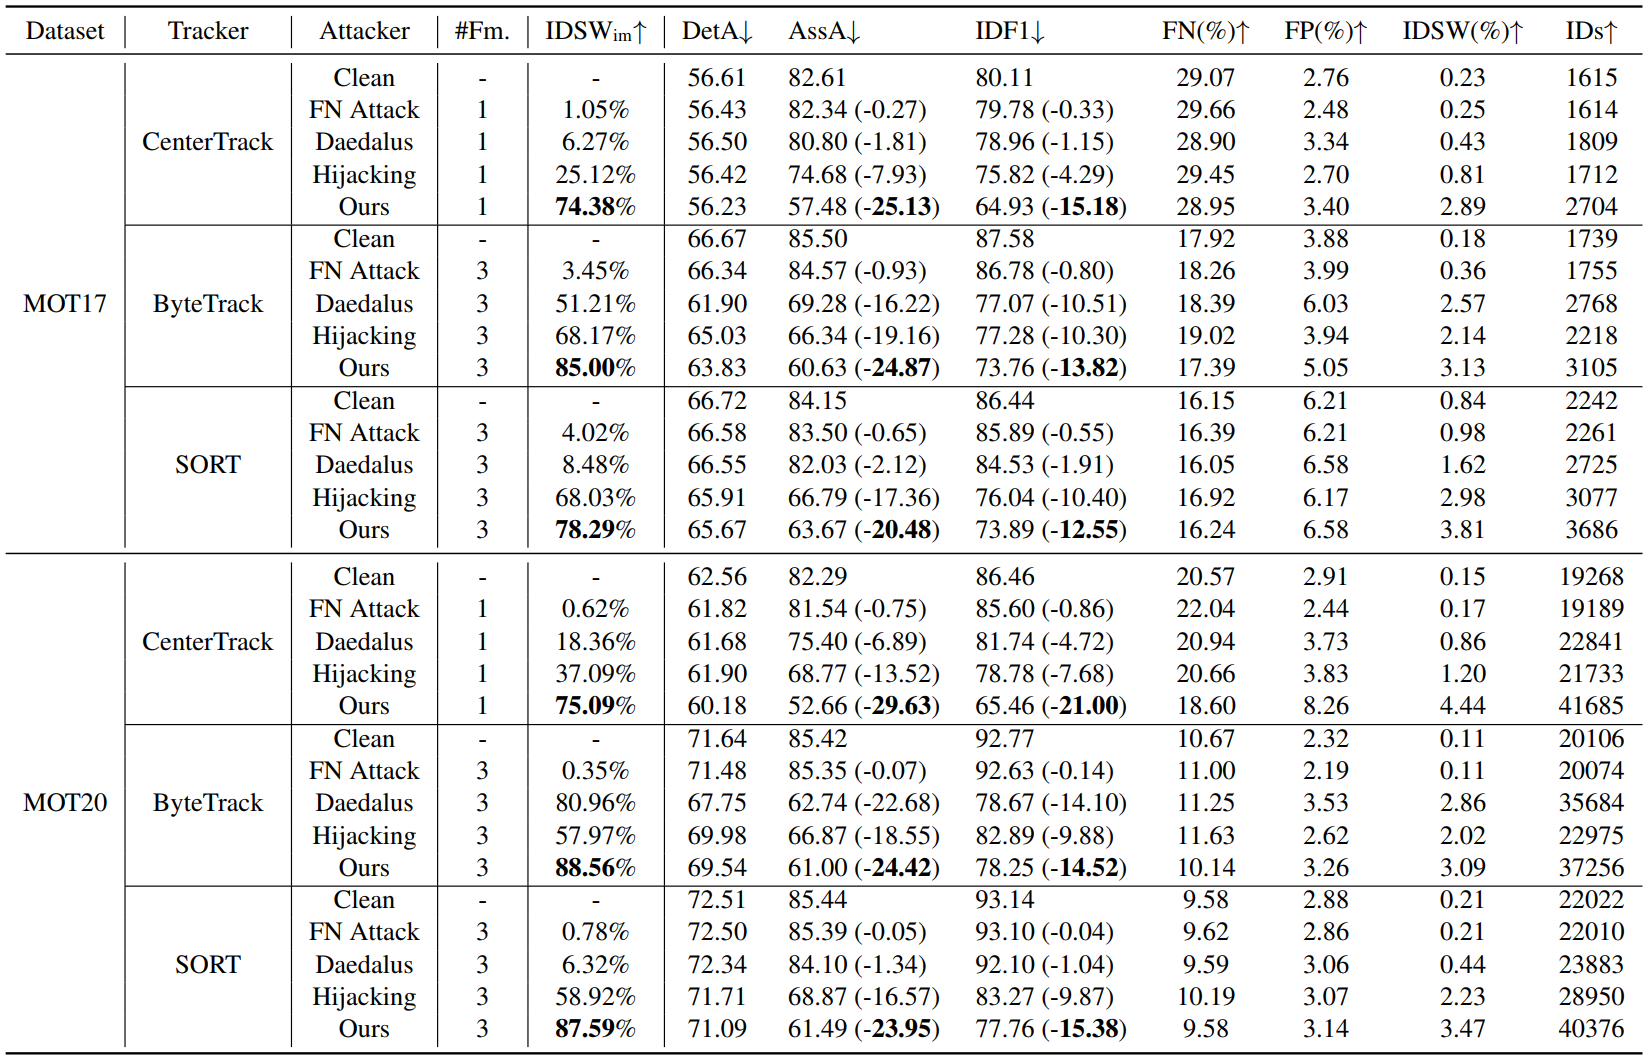 Dataset Tracker Attacker #Fm. IDSWim↑ DetA↓ AssA↓ IDF1↓ FN(%)↑ FP(%)↑ IDSW(%)↑ IDs↑
Clean - - 56.61 82.61 80.11 29.07 2.76 0.23 1615
FN Attack 1 1.05% 56.43 82.34 (-0.27) 79.78 (-0.33) 29.66 2.48 0.25 1614
CenterTrack Daedalus 1 6.27% 56.50 80.80 (-1.81) 78.96 (-1.15) 28.90 3.34 0.43 1809
Hijacking 1 25.12% 56.42 74.68 (-7.93) 75.82 (-4.29) 29.45 2.70 0.81 1712
Ours 1 74.38% 56.23 57.48 (-25.13) 64.93 (-15.18) 28.95 3.40 2.89 2704
Clean - - 66.67 85.50 87.58 17.92 3.88 0.18 1739
FN Attack 3 3.45% 66.34 84.57 (-0.93) 86.78 (-0.80) 18.26 3.99 0.36 1755
MOT17 ByteTrack Daedalus 3 51.21% 61.90 69.28 (-16.22) 77.07 (-10.51) 18.39 6.03 2.57 2768
Hijacking 3 68.17% 65.03 66.34 (-19.16) 77.28 (-10.30) 19.02 3.94 2.14 2218
Ours 3 85.00% 63.83 60.63 (-24.87) 73.76 (-13.82) 17.39 5.05 3.13 3105
Clean - - 66.72 84.15 86.44 16.15 6.21 0.84 2242
FN Attack 3 4.02% 66.58 83.50 (-0.65) 85.89 (-0.55) 16.39 6.21 0.98 2261
SORT Daedalus 3 8.48% 66.55 82.03 (-2.12) 84.53 (-1.91) 16.05 6.58 1.62 2725
Hijacking 3 68.03% 65.91 66.79 (-17.36) 76.04 (-10.40) 16.92 6.17 2.98 3077
Ours 3 78.29% 65.67 63.67 (-20.48) 73.89 (-12.55) 16.24 6.58 3.81 3686
Clean - - 62.56 82.29 86.46 20.57 2.91 0.15 19268
FN Attack 1 0.62% 61.82 81.54 (-0.75) 85.60 (-0.86) 22.04 2.44 0.17 19189
CenterTrack Daedalus 1 18.36% 61.68 75.40 (-6.89) 81.74 (-4.72) 20.94 3.73 0.86 22841
Hijacking 1 37.09% 61.90 68.77 (-13.52) 78.78 (-7.68) 20.66 3.83 1.20 21733
Ours 1 75.09% 60.18 52.66 (-29.63) 65.46 (-21.00) 18.60 8.26 4.44 41685
Clean - - 71.64 85.42 92.77 10.67 2.32 0.11 20106
FN Attack 3 0.35% 71.48 85.35 (-0.07) 92.63 (-0.14) 11.00 2.19 0.11 20074
MOT20 ByteTrack Daedalus 3 80.96% 67.75 62.74 (-22.68) 78.67 (-14.10) 11.25 3.53 2.86 35684
Hijacking 3 57.97% 69.98 66.87 (-18.55) 82.89 (-9.88) 11.63 2.62 2.02 22975
Ours 3 88.56% 69.54 61.00 (-24.42) 78.25 (-14.52) 10.14 3.26 3.09 37256
Clean - - 72.51 85.44 93.14 9.58 2.88 0.21 22022
FN Attack 3 0.78% 72.50 85.39 (-0.05) 93.10 (-0.04) 9.62 2.86 0.21 22010
SORT Daedalus 3 6.32% 72.34 84.10 (-1.34) 92.10 (-1.04) 9.59 3.06 0.44 23883
Hijacking 3 58.92% 71.71 68.87 (-16.57) 83.27 (-9.87) 10.19 3.07 2.23 28950
Ours 3 87.59% 71.09 61.49 (-23.95) 77.76 (-15.38) 9.58 3.14 3.47 40376